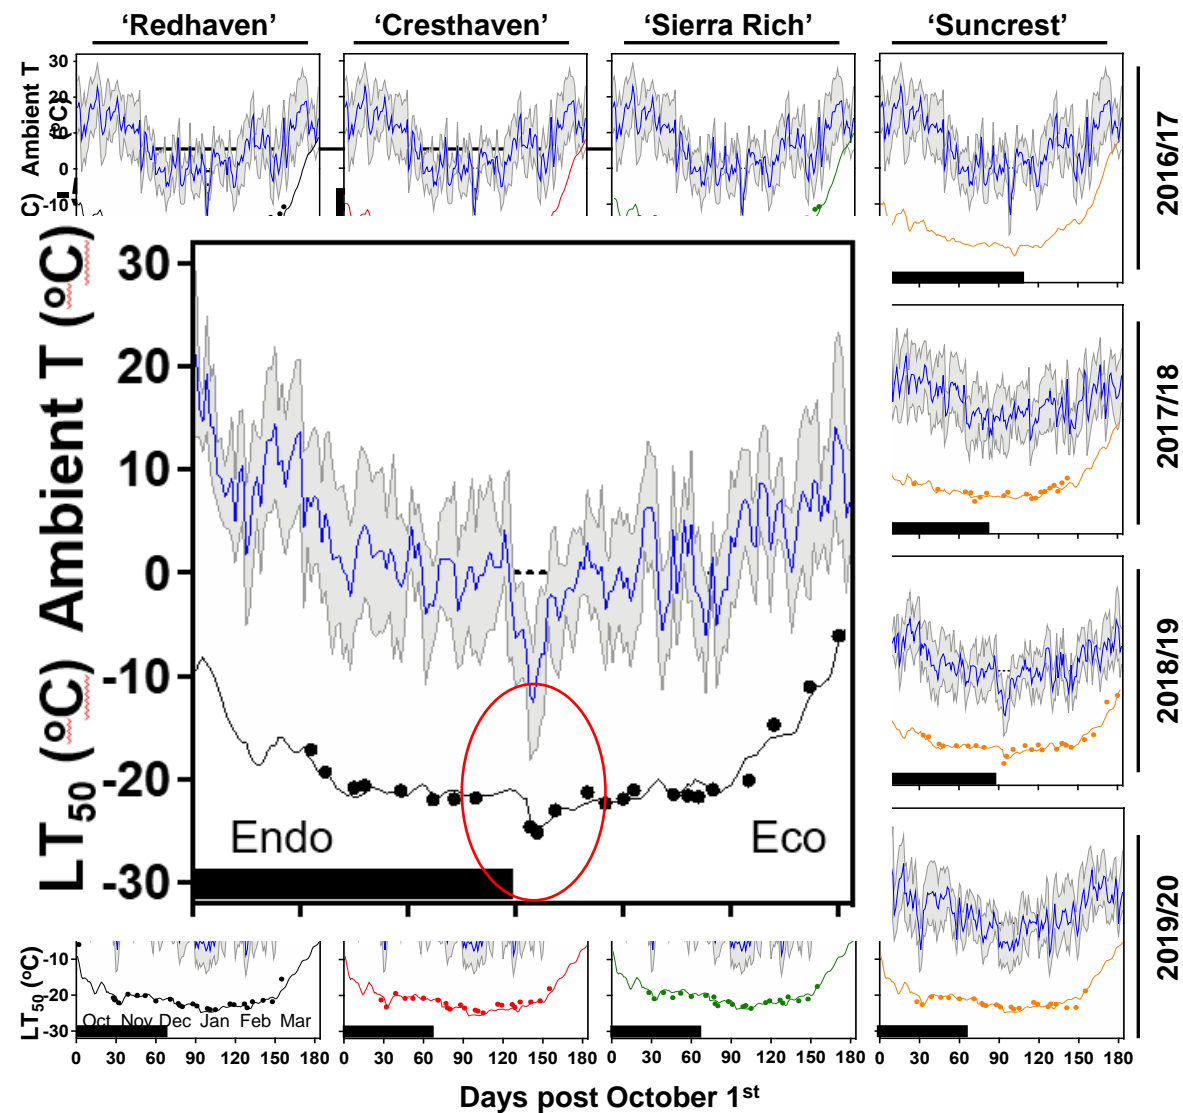 ‘Redhaven’ ‘Cresthaven’ ‘Sierra Rich’ ‘Suncrest’
30
20
10
0
-10
Ambient T
°C)
C)
2016/17
2017/18
2018/19
2019/20
LT50 (ºC) Ambient T (ºC)
30
20
10
0
-10
-20
-30
Endo Eco
LT50 (ºC)
-10
-20
-30
Oct Nov Dec Jan Feb Mar
0 30 60 90 120 150 180 0 30 60 90 120 150 180 0 30 60 90 120 150 180 0 30 60 90 120 150 180
Days post October 1st